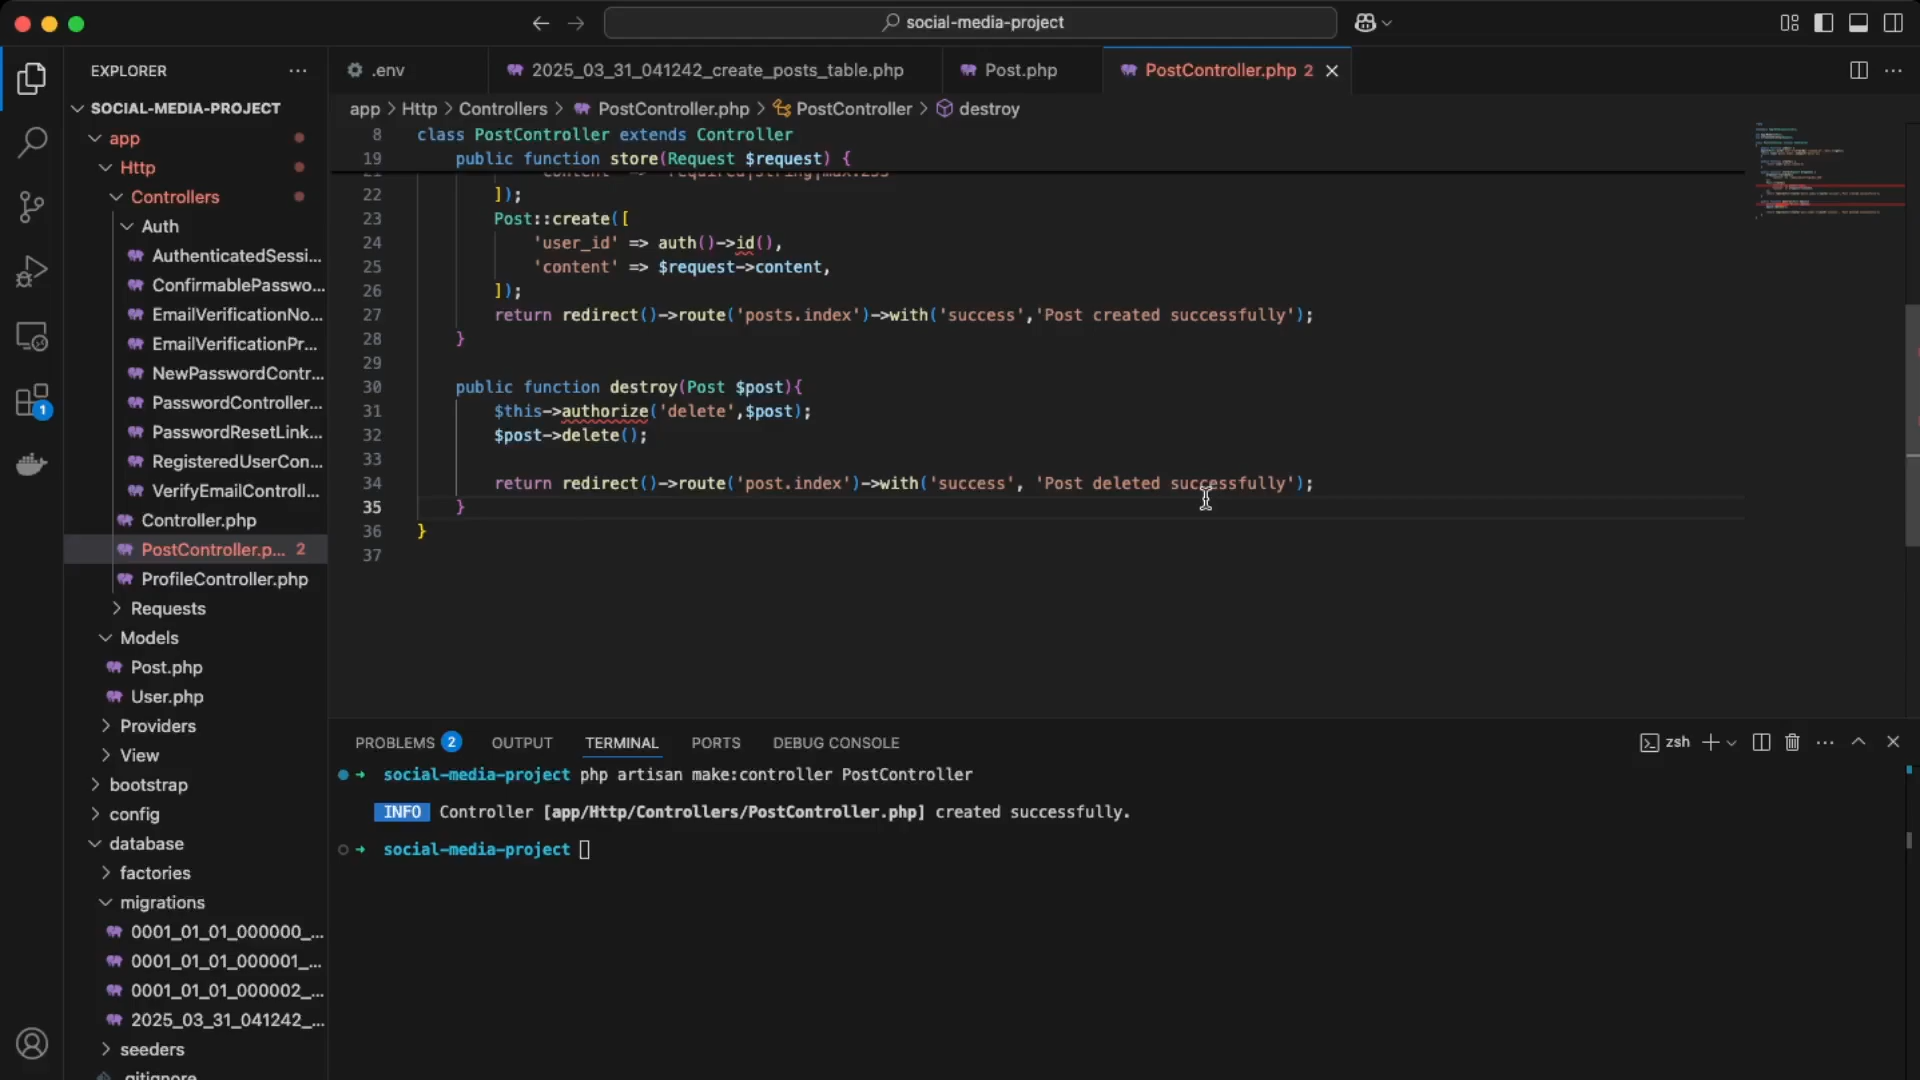 social-media-project
EXPLORER
SOCIAL-MEDIA-PROJECT
app
Http
Controllers
Auth
AuthenticatedSessi...
ConfirmablePasswo...
EmailVerificationNo...
EmailVerificationPr...
NewPasswordContr...
PasswordController...
PasswordResetLink...
RegisteredUserCon...
VerifyEmailControll...
Controller.php
PostController.p... 2
ProfileController.php
Requests
Models
Post.php
User.php
Providers
View
bootstrap
config
database
factories
migrations
0001_01_01_000000_...
0001_01_01_000001_...
0001_01_01_000002_...
2025_03_31_041242_...
seeders
.gitignore
1
.env
2025_03_31_041242_create_posts_table.php
Post.php
PostController.php 2
app > Http > Controllers > PostController.php > PostController > destroy
8 class PostController extends Controller
19 public function store(Request $request) {
21 'content' => 'required|string|max:255'
22 ]);
23 Post::create([
24 'user_id' => auth()->id(),
25 'content' => $request->content,
26 ]);
27 return redirect()->route('posts.index')->with('success','Post created successfully');
28 }
29
30 public function destroy(Post $post){
31 $this->authorize('delete',$post);
32 $post->delete();
33
34 return redirect()->route('post.index')->with('success', 'Post deleted successfully');
35 }
36 }
37
PROBLEMS 2 OUTPUT TERMINAL PORTS DEBUG CONSOLE
zsh
social-media-project php artisan make:controller PostController
INFO Controller [app/Http/Controllers/PostController.php] created successfully.
social-media-project